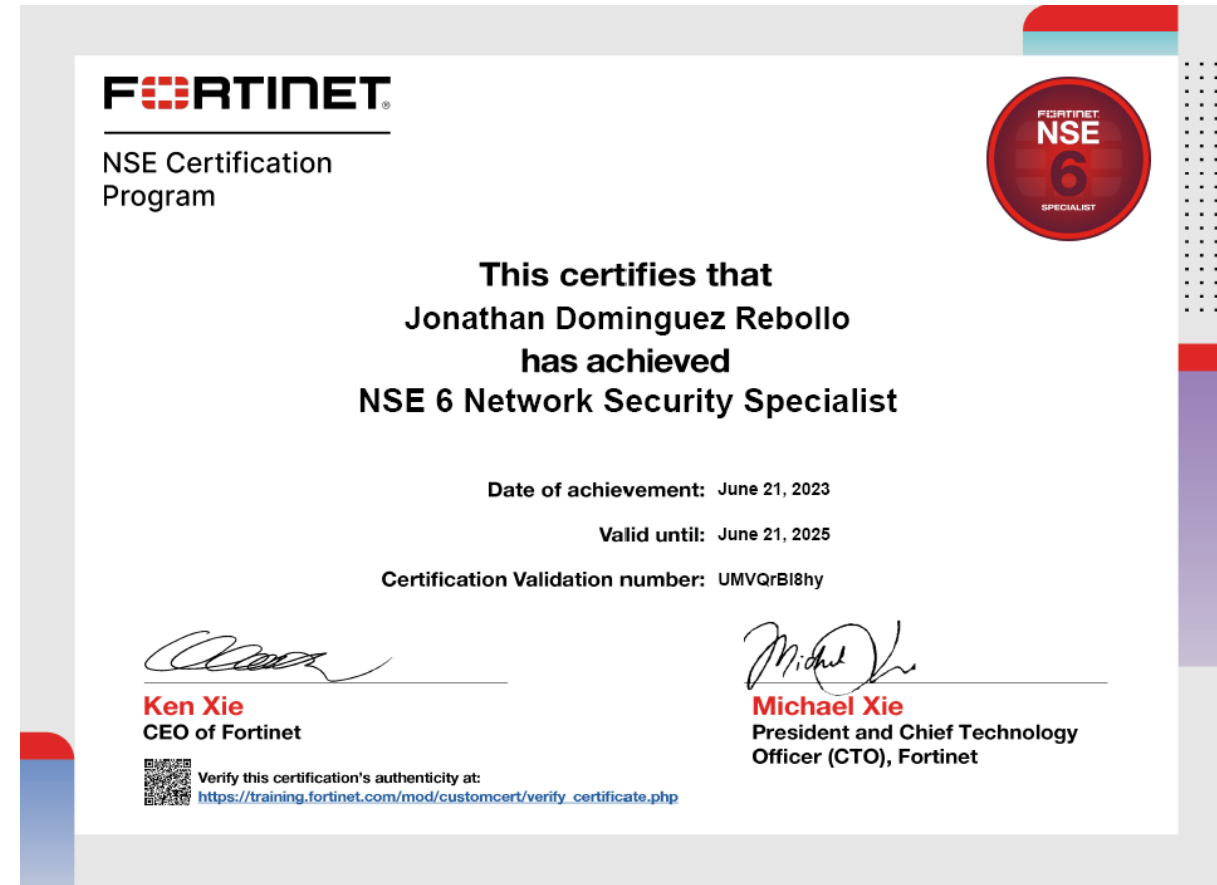 FORTINET®
NSE Certification
Program
FORTINET
NSE
6
SPECIALIST
This certifies that
Jonathan Dominguez Rebollo
has achieved
NSE 6 Network Security Specialist
Date of achievement: June 21, 2023
Valid until: June 21, 2025
Certification Validation number: UMVQrBI8hy
Ken Xie
CEO of Fortinet
Michael Xie
President and Chief Technology
Officer (CTO), Fortinet
Verify this certification's authenticity at:
https://training.fortinet.com/mod/customcert/verify_certificate.php